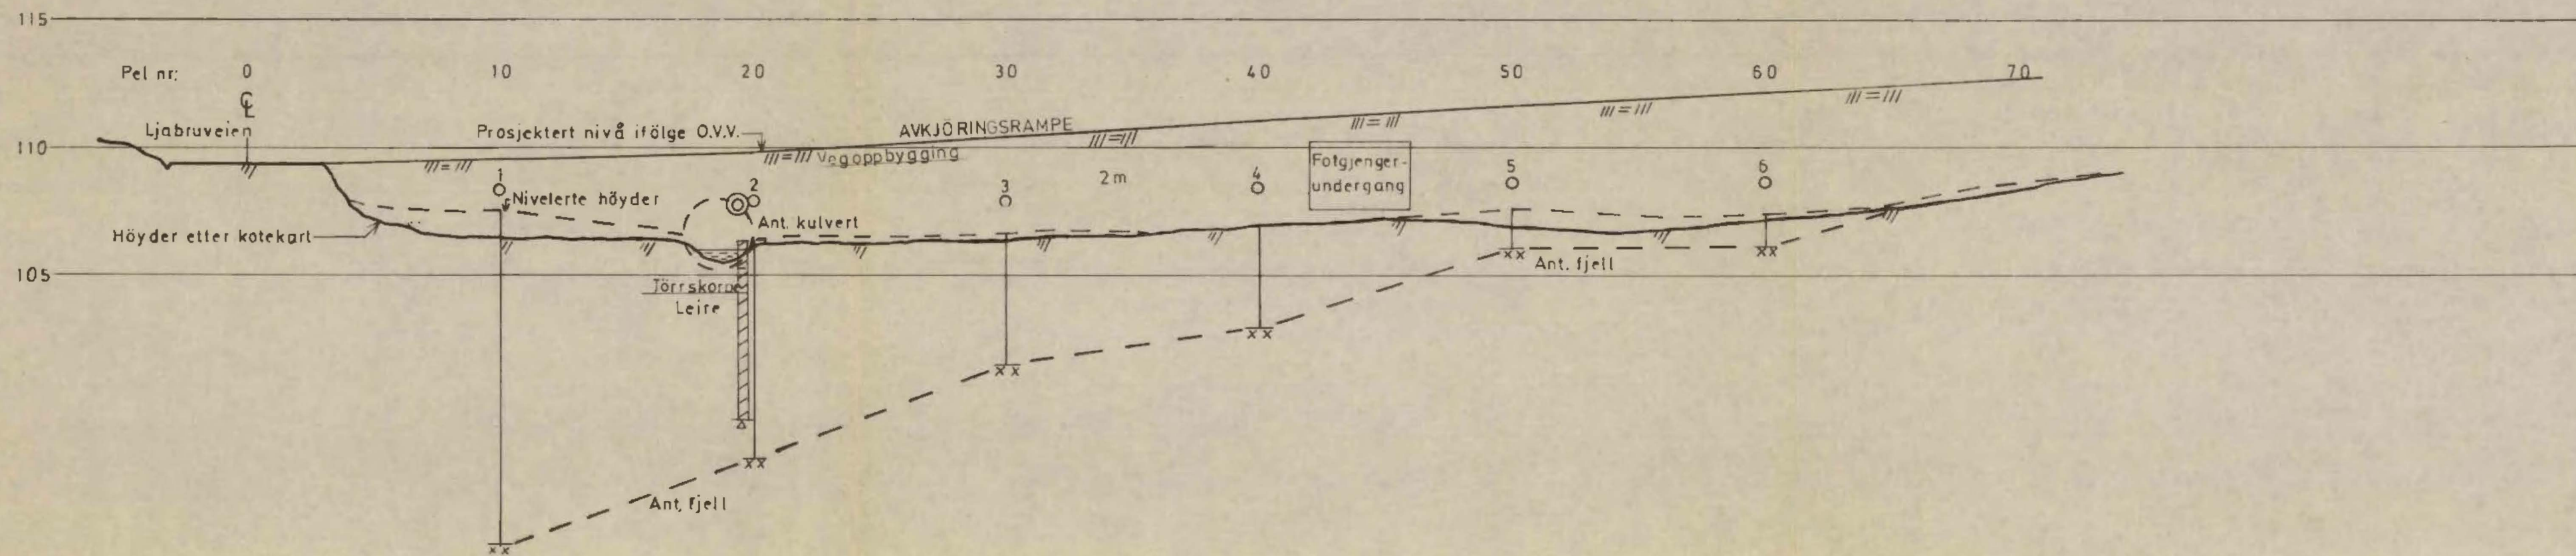 115
Pel nr: 0 10 20 30 40 50 60 70
℄
Ljabruveien
Prosjektert nivå ifölge O.V.V.
AVKJÖRINGSRAMPE
110
Vegoppbygging
Fotgjenger-
undergang
2m
1 2 3 4 5 6
Nivelerte höyder
Ant. kulvert
Höyder etter kotekart
105
Törrskorpe
Leire
Ant. fjell
Ant. fjell